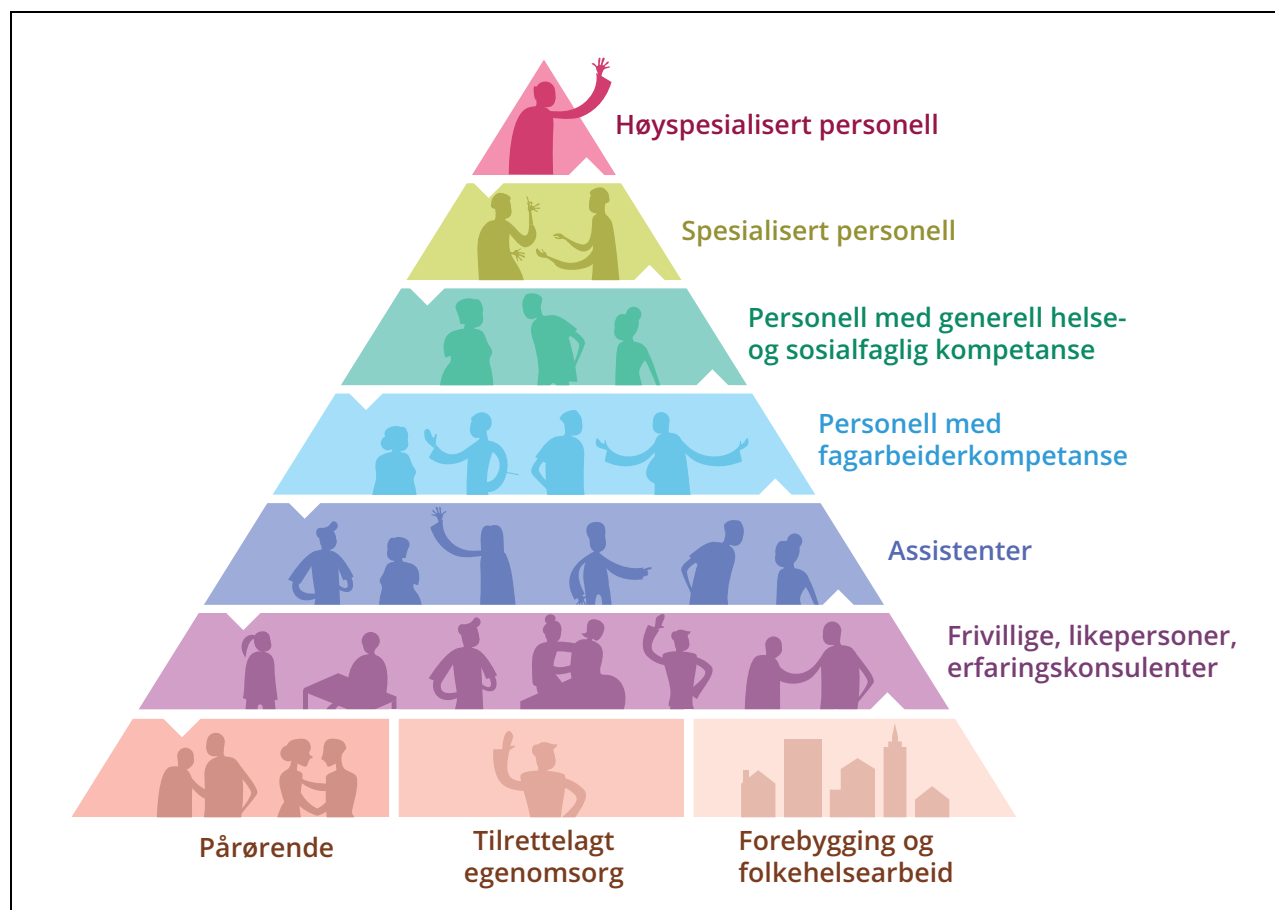 Høyspesialisert personell
Spesialisert personell
Personell med generell helse-
og sosialfaglig kompetanse
Personell med
fagarbeiderkompetanse
Assistenter
Frivillige, likepersoner,
erfaringskonsulenter
Pårørende
Tilrettelagt
egenomsorg
Forebygging og
folkehelsearbeid